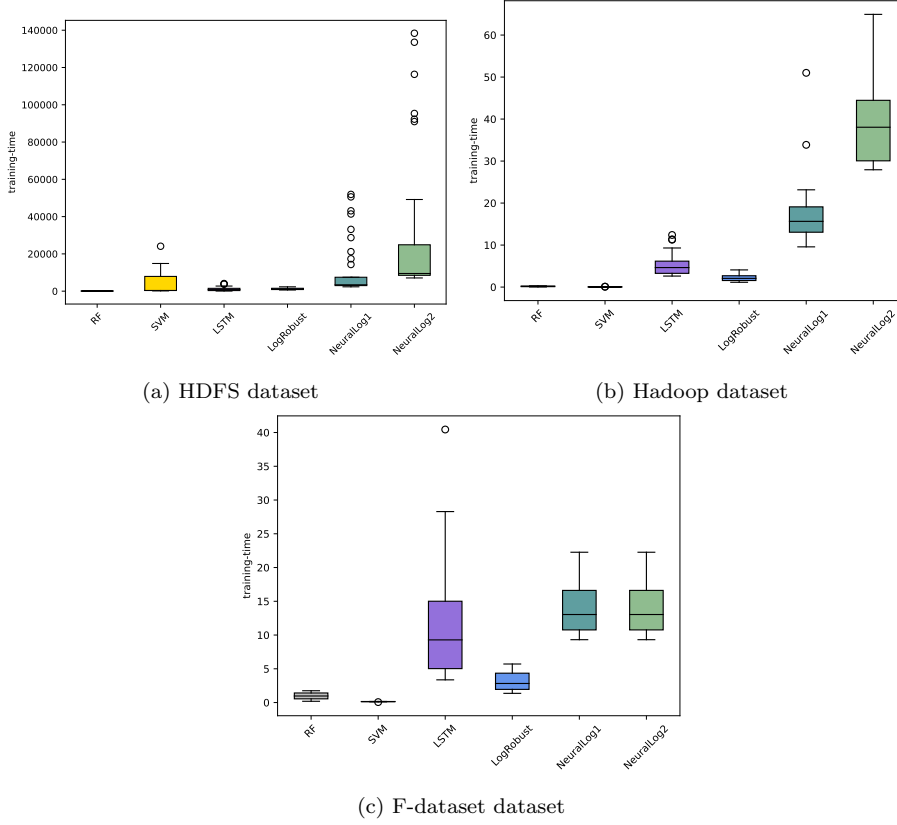 140000
120000
100000
80000
60000
40000
20000
0
training-time
RF
SVM
LSTM
LogRobust
NeuralLog1
NeuralLog2
(a) HDFS dataset
60
50
40
30
20
10
0
training-time
RF
SVM
LSTM
LogRobust
NeuralLog1
NeuralLog2
(b) Hadoop dataset
40
35
30
25
20
15
10
5
0
training-time
RF
SVM
LSTM
LogRobust
NeuralLog1
NeuralLog2
(c) F-dataset dataset